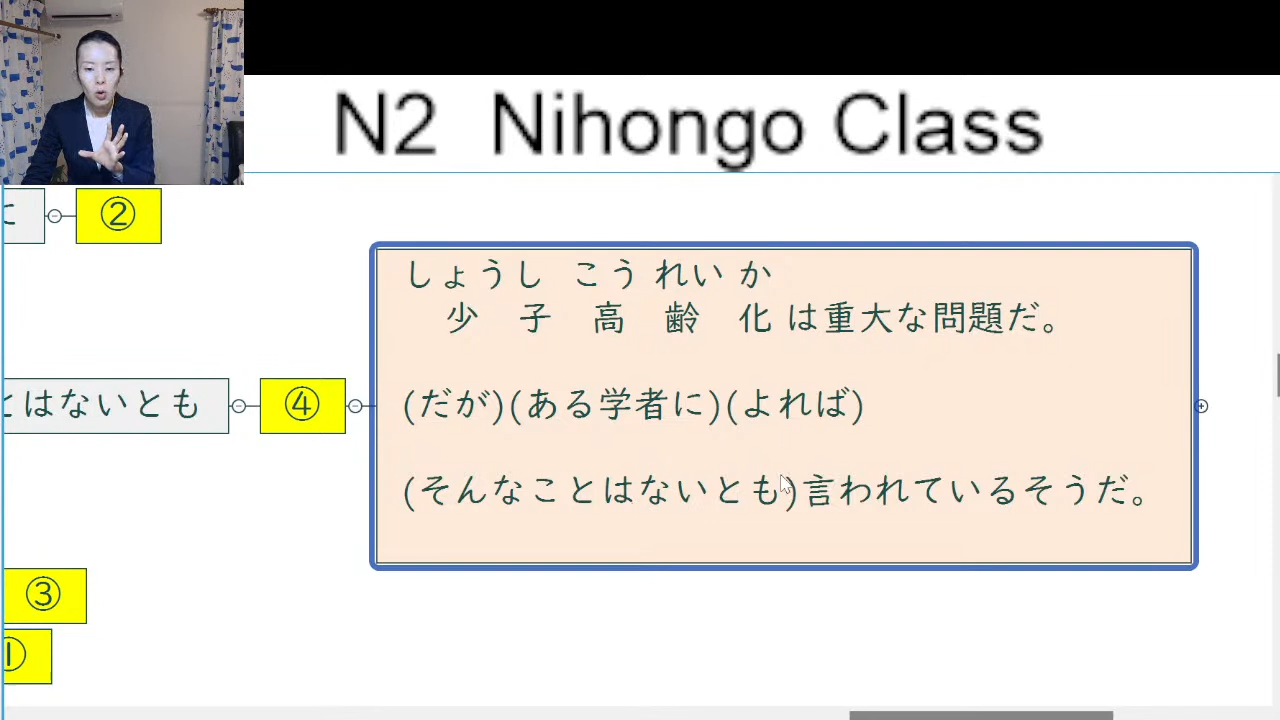 N2 Nihongo Class
に
②
しょうし こう れい か
少 子 高 齢 化 は重大な問題だ。
(だが)(ある学者に)(よれば)
(そんなことはないとも)言われているそうだ。
とはないとも
④
③
①